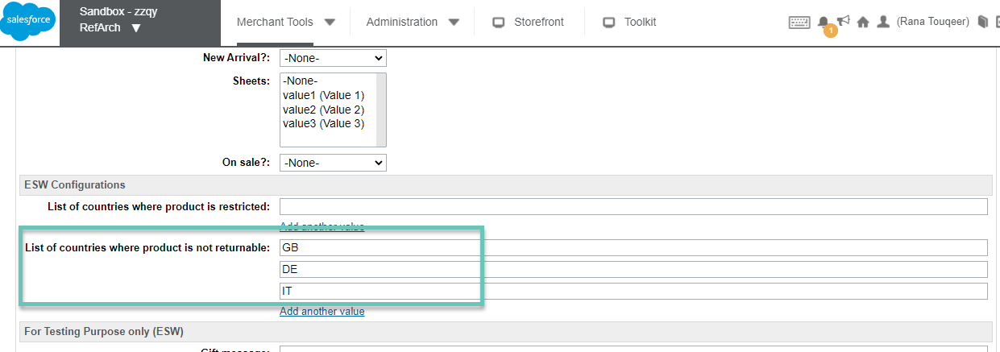 salesforce
Sandbox - zzqy
RefArch ▼
Merchant Tools
Administration
Storefront
Toolkit
1
(Rana Touqeer)
New Arrival?: -None-
Sheets: -None-
value1 (Value 1)
value2 (Value 2)
value3 (Value 3)
On sale?: -None-
ESW Configurations
List of countries where product is restricted:
Add another value
List of countries where product is not returnable: GB
DE
IT
Add another value
For Testing Purpose only (ESW)
Gift message: